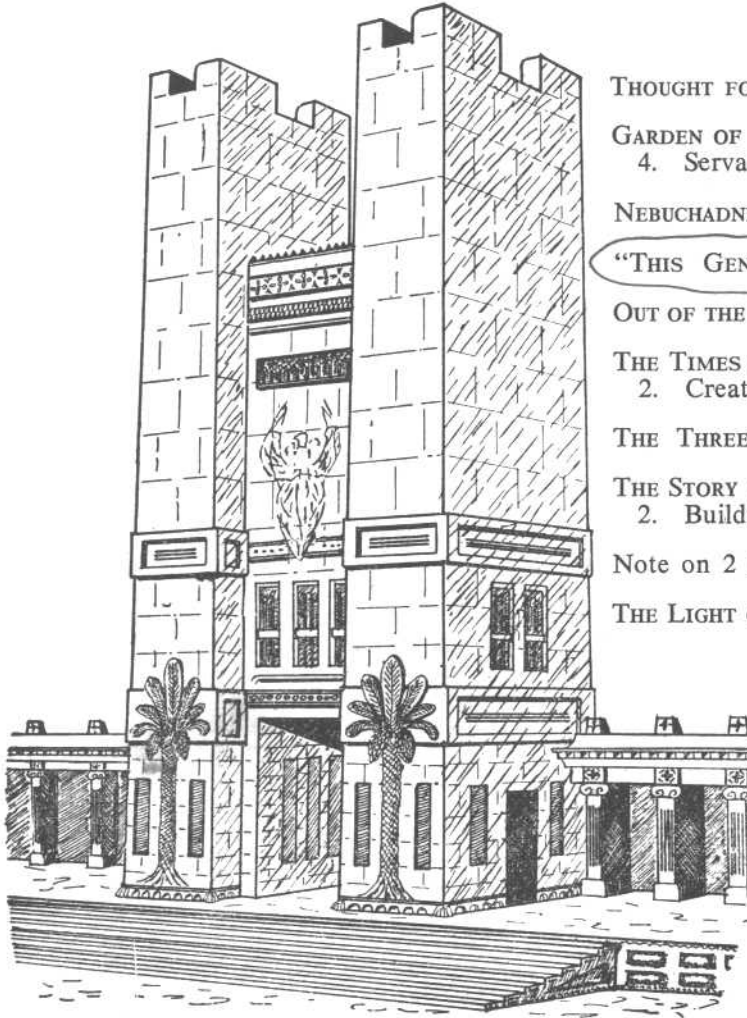 THOUGHT FO
GARDEN OF
4. Serva
NEBUCHADN
"THIS GEN
OUT OF THE
THE TIMES
2. Creat
THE THREE
THE STORY
2. Build
Note on 2
THE LIGHT